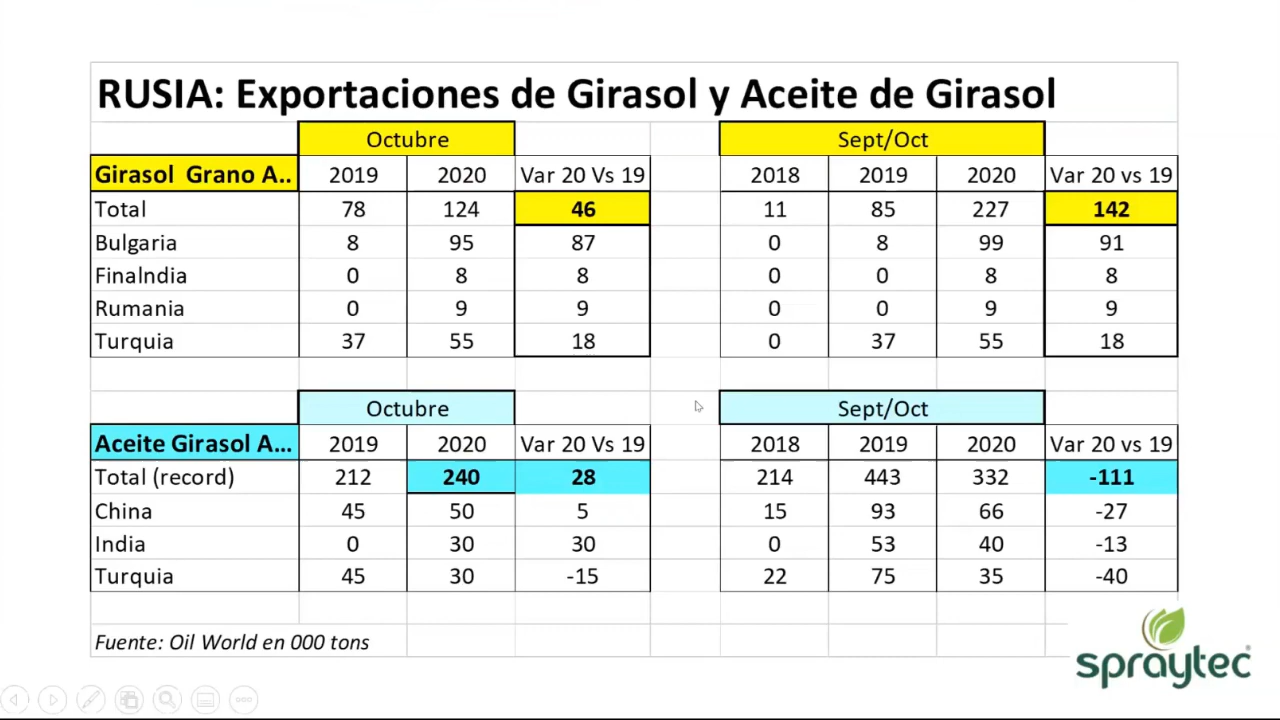 RUSIA: Exportaciones de Girasol y Aceite de Girasol
Octubre Sept/Oct
Girasol Grano A.. 2019 2020 Var 20 Vs 19 2018 2019 2020 Var 20 vs 19
Total 78 124 46 11 85 227 142
Bulgaria 8 95 87 0 8 99 91
Finalndia 0 8 8 0 0 8 8
Rumania 0 9 9 0 0 9 9
Turquia 37 55 18 0 37 55 18
Octubre Sept/Oct
Aceite Girasol A... 2019 2020 Var 20 Vs 19 2018 2019 2020 Var 20 vs 19
Total (record) 212 240 28 214 443 332 -111
China 45 50 5 15 93 66 -27
India 0 30 30 0 53 40 -13
Turquia 45 30 -15 22 75 35 -40
Fuente: Oil World en 000 tons
spraytec